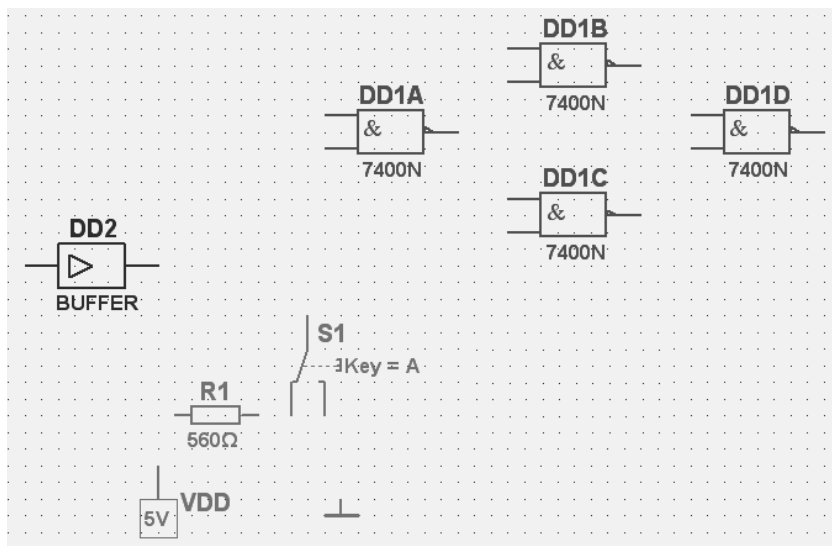 DD1B
&
7400N
DD1A
&
7400N
DD1D
&
7400N
DD1C
&
7400N
DD2
BUFFER
S1
Key = A
R1
560Ω
VDD
5V